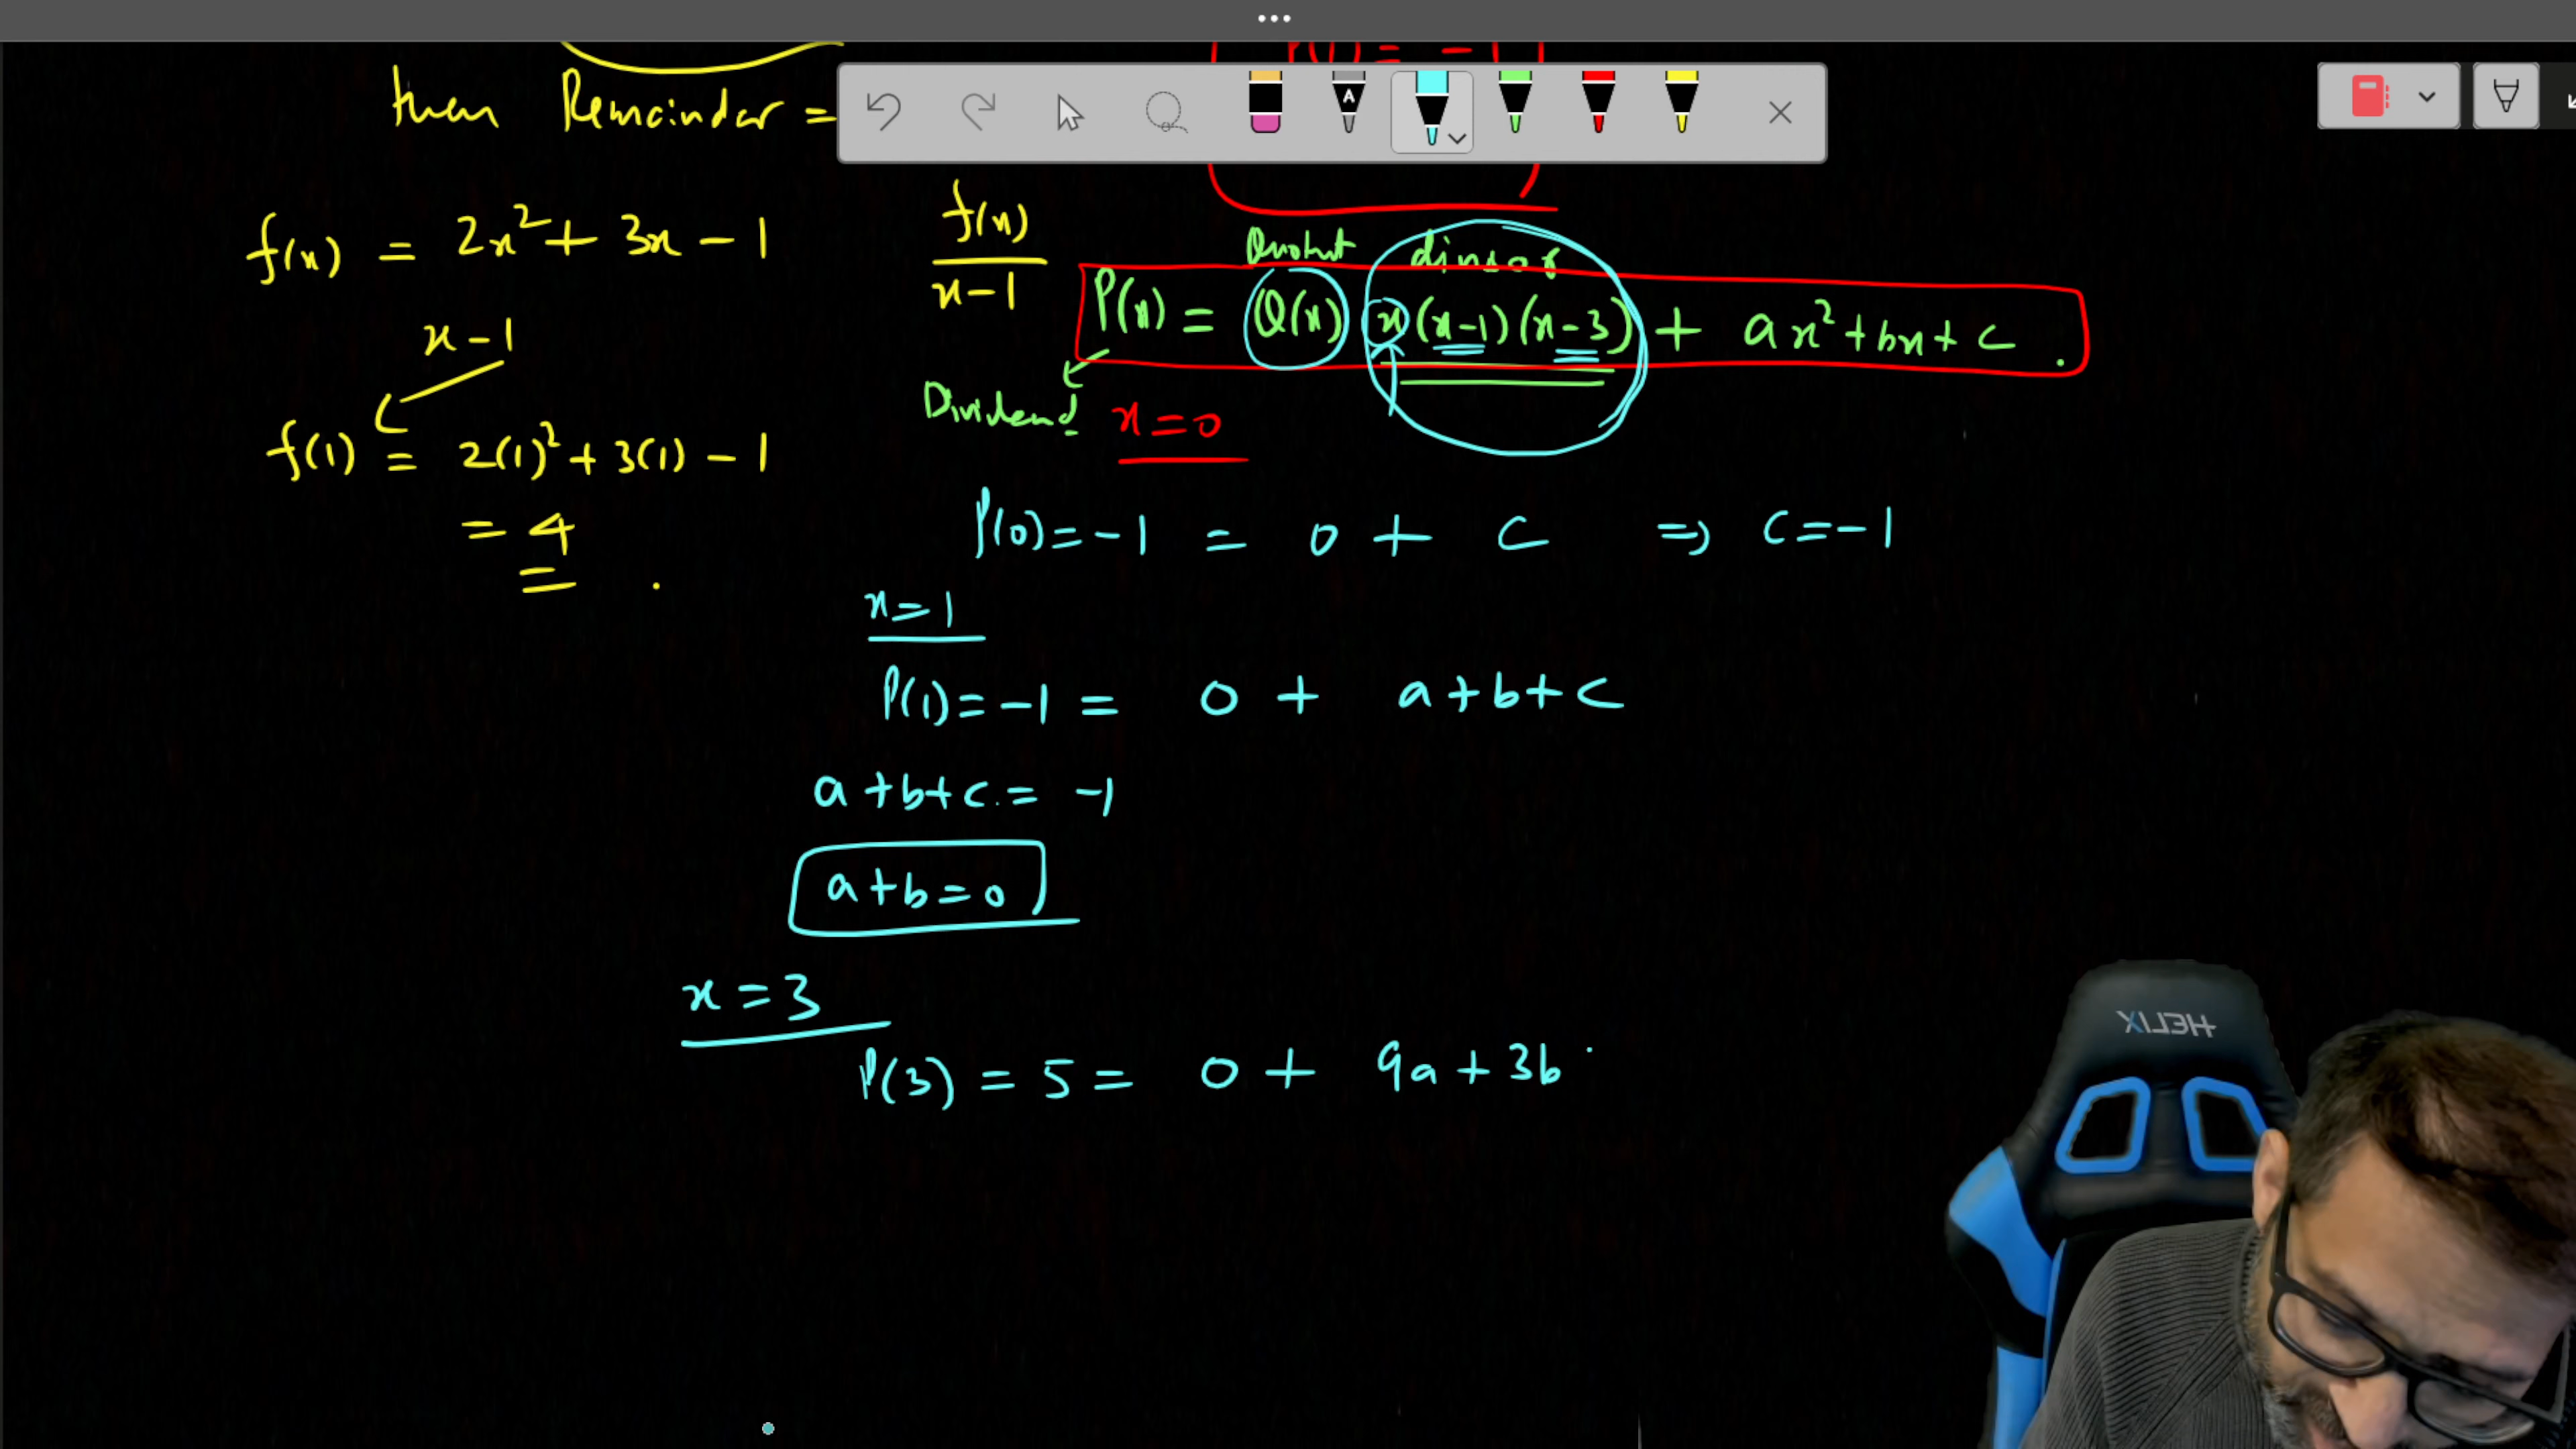 then Remainder =
P(1) = -1
f(x) = 2x² + 3x - 1
f(x)
x-1
Quotient divisor
P(x) = Q(x) x(x-1)(x-3) + ax²+bx+c.
x-1
Dividend x=0
f(1) = 2(1)² + 3(1) - 1
= 4
P(0) = -1 = 0 + c ⇒ c = -1
x=1
P(1) = -1 = 0 + a+b+c
a+b+c = -1
a+b=0
x=3
P(3) = 5 = 0 + 9a+3b
HELIX
A